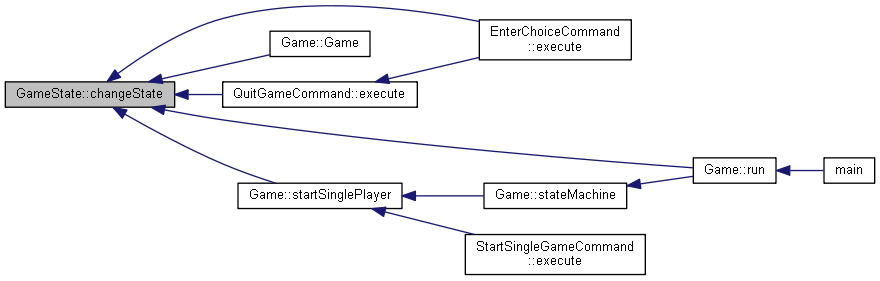 EnterChoiceCommand
::execute
Game::Game
GameState::changeState
QuitGameCommand::execute
Game::run
main
Game::startSinglePlayer
Game::stateMachine
StartSingleGameCommand
::execute